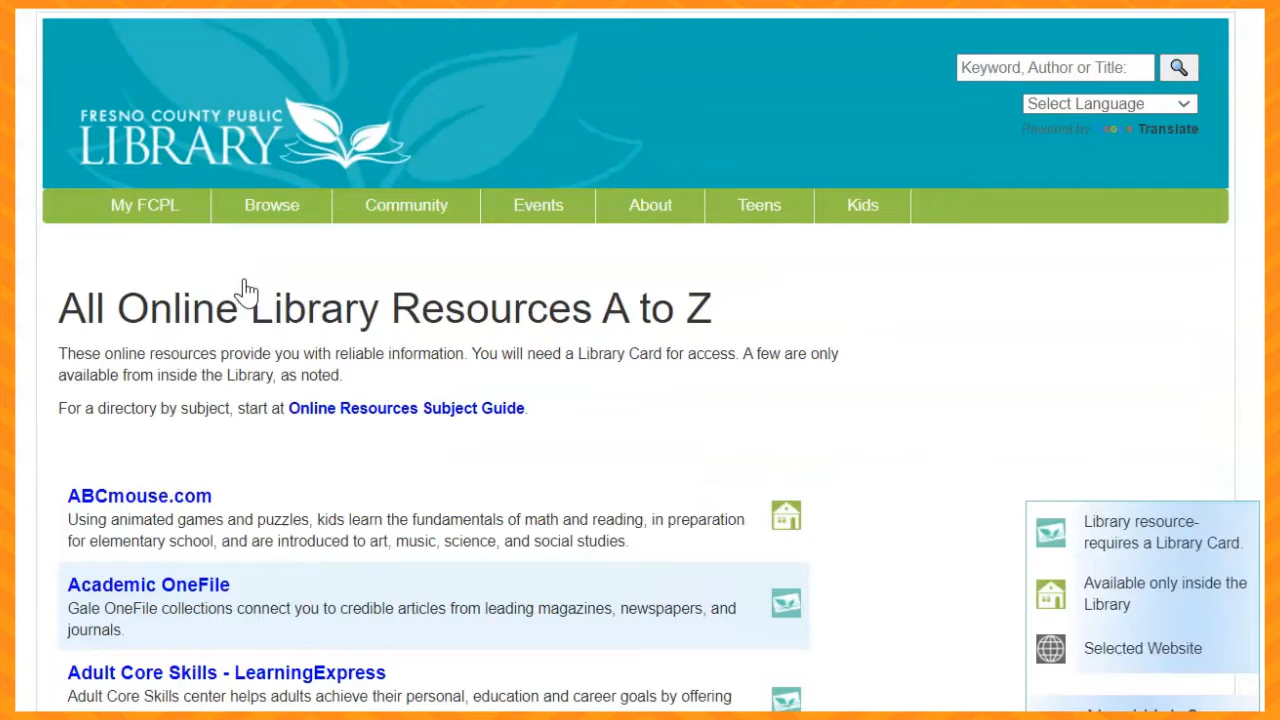 FRESNO COUNTY PUBLIC
LIBRARY
Keyword, Author or Title:
Select Language
Powered by Translate
My FCPL
Browse
Community
Events
About
Teens
Kids
All Online Library Resources A to Z
These online resources provide you with reliable information. You will need a Library Card for access. A few are only
available from inside the Library, as noted.
For a directory by subject, start at Online Resources Subject Guide.
ABCmouse.com
Using animated games and puzzles, kids learn the fundamentals of math and reading, in preparation
for elementary school, and are introduced to art, music, science, and social studies.
Academic OneFile
Gale OneFile collections connect you to credible articles from leading magazines, newspapers, and
journals.
Adult Core Skills - LearningExpress
Adult Core Skills center helps adults achieve their personal, education and career goals by offering
Library resource-
requires a Library Card.
Available only inside the
Library
Selected Website